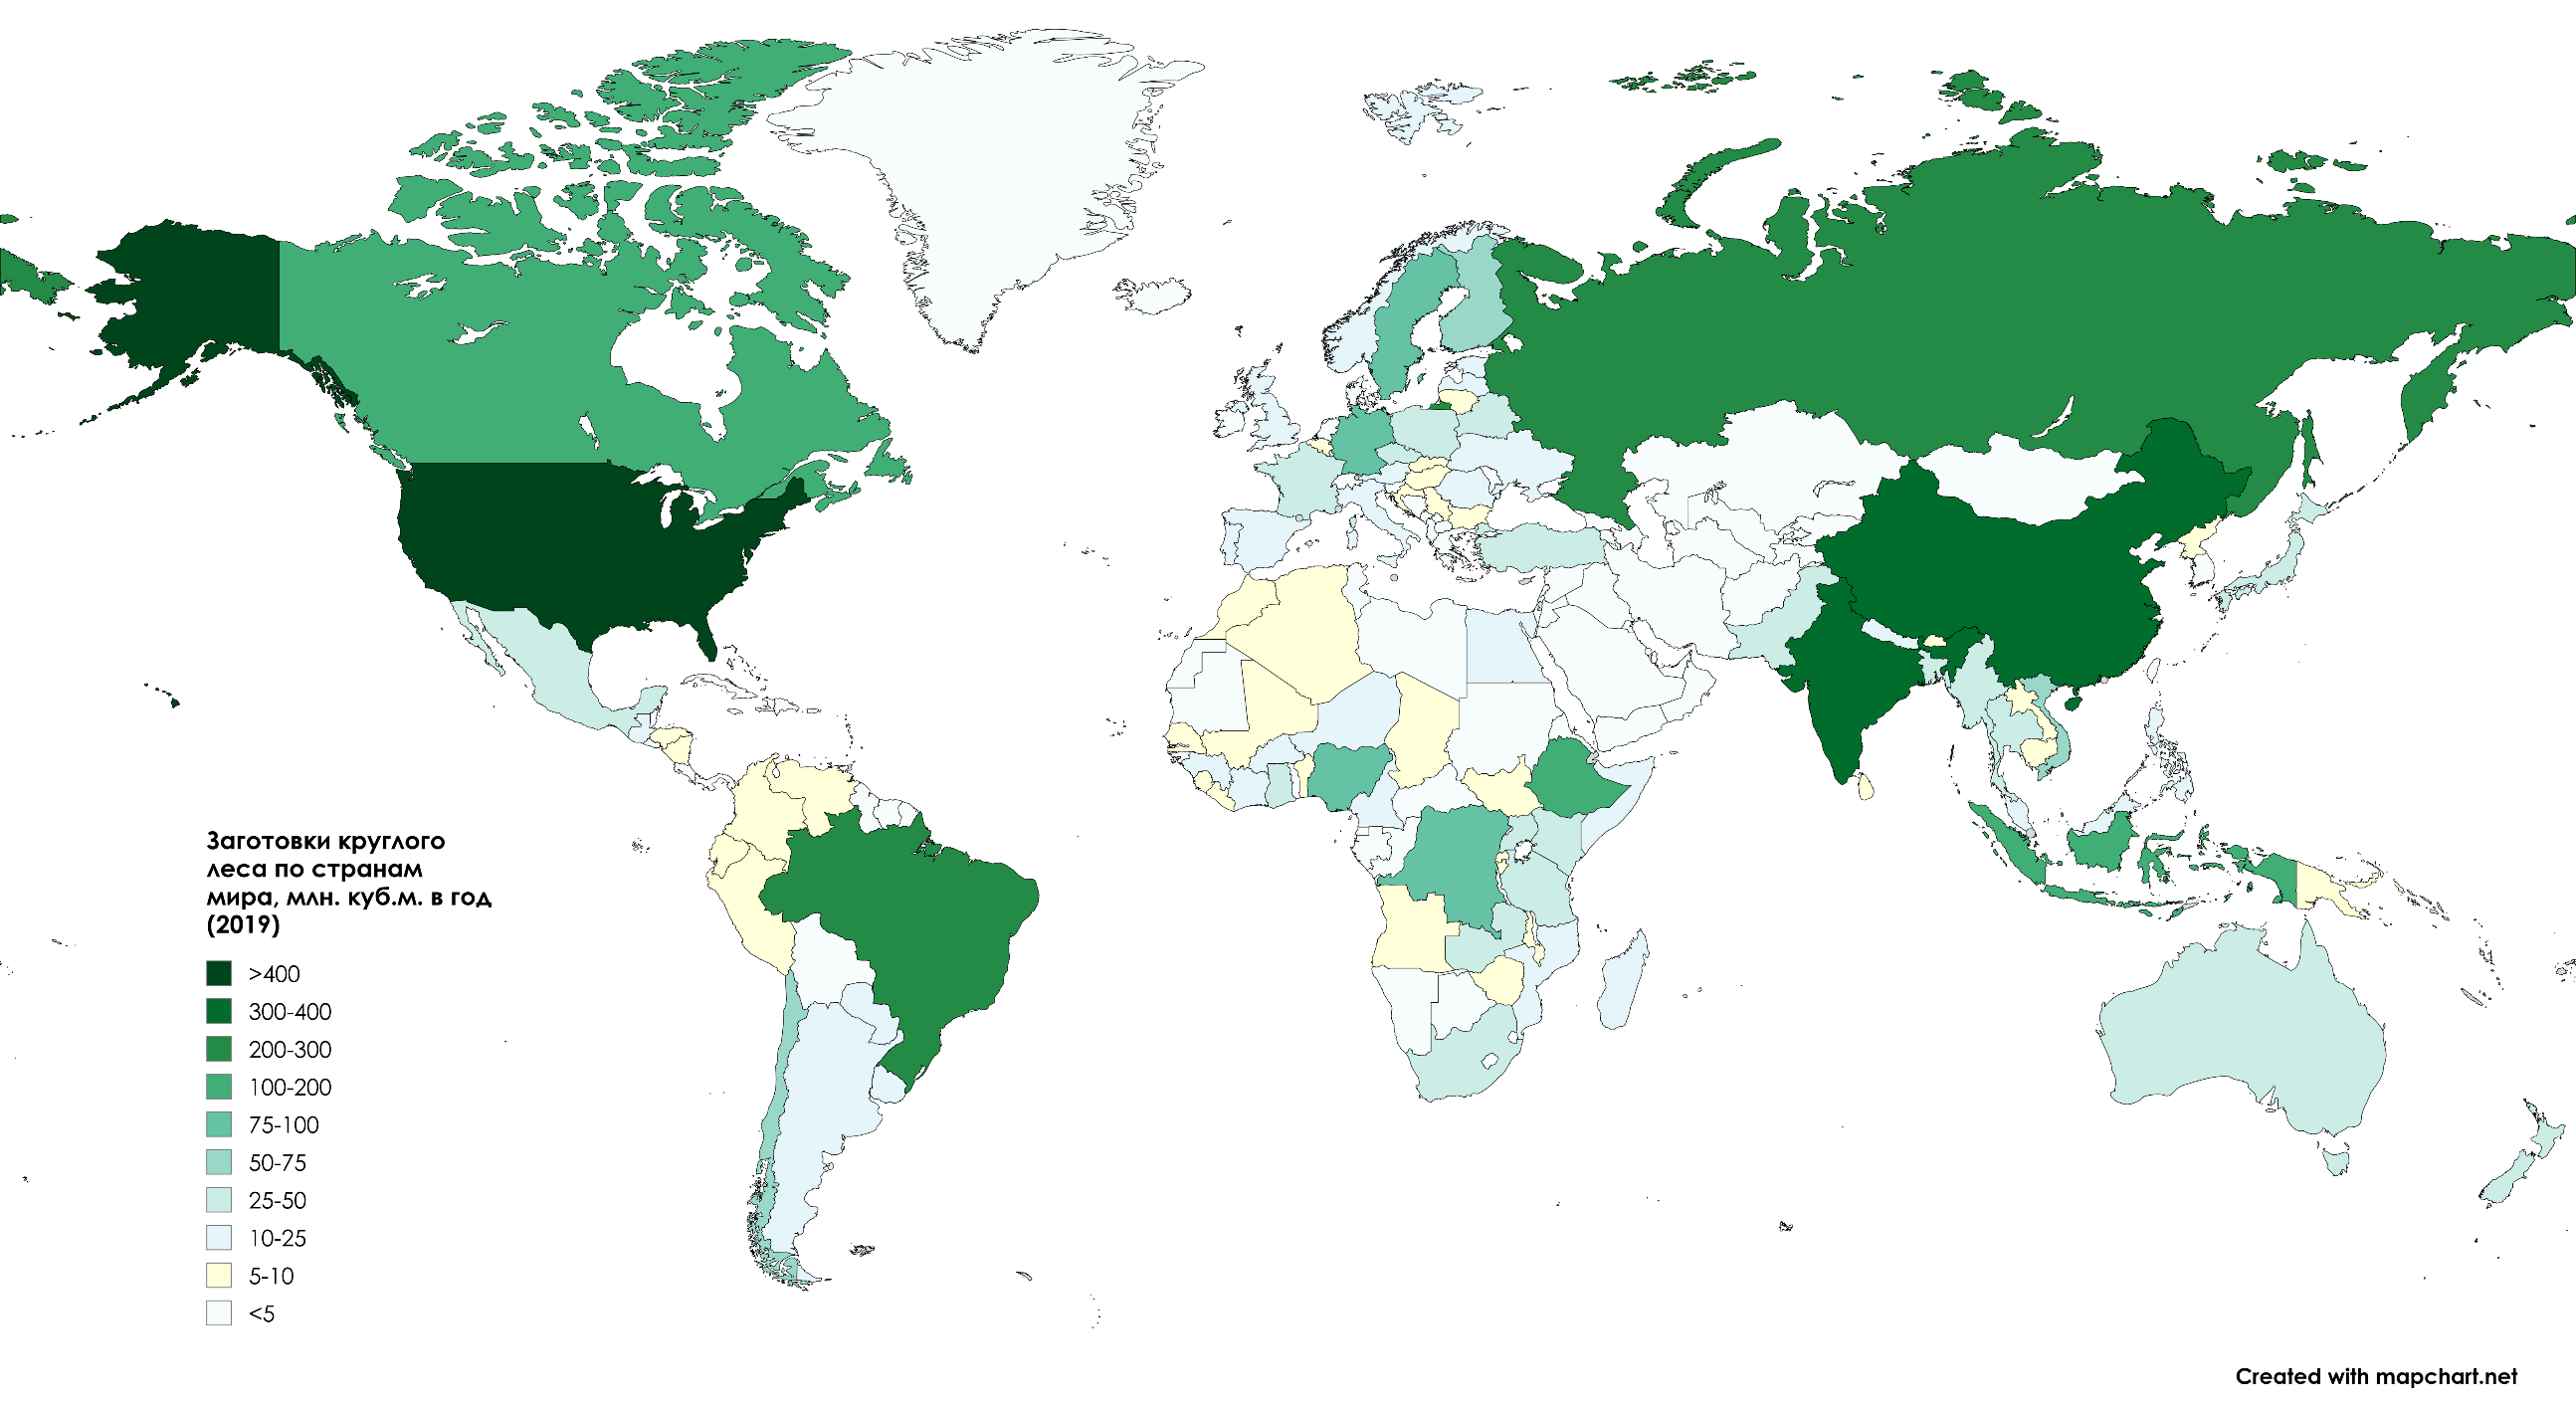 Заготовки круглого
леса по странам
мира, млн. куб.м. в год
(2019)
>400
300-400
200-300
100-200
75-100
50-75
25-50
10-25
5-10
<5
Created with mapchart.net